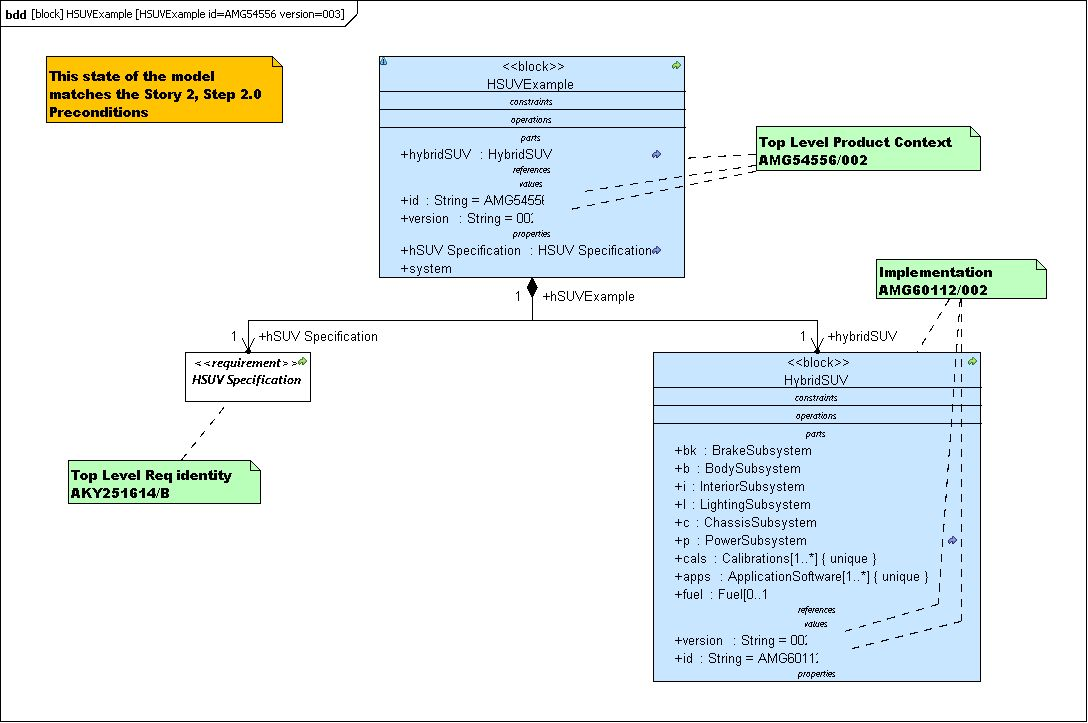 bdd [block] HSUVExample [HSUVExample id=AMG54556 version=003]
This state of the model
matches the Story 2, Step 2.0
Preconditions
<<block>>
HSUVExample
constraints
operations
parts
+hybridSUV : HybridSUV
references
values
+id : String = AMG54556
+version : String = 002
properties
+hSUV Specification : HSUV Specification
+system
Top Level Product Context
AMG54556/002
Implementation
AMG60112/002
1 +hSUVExample
1 +hSUV Specification
1 +hybridSUV
<<requirement>>
HSUV Specification
Top Level Req identity
AKY251614/B
<<block>>
HybridSUV
constraints
operations
parts
+bk : BrakeSubsystem
+b : BodySubsystem
+i : InteriorSubsystem
+l : LightingSubsystem
+c : ChassisSubsystem
+p : PowerSubsystem
+cals : Calibrations[1..*] { unique }
+apps : ApplicationSoftware[1..*] { unique }
+fuel : Fuel[0..1
references
values
+version : String = 002
+id : String = AMG60112
properties